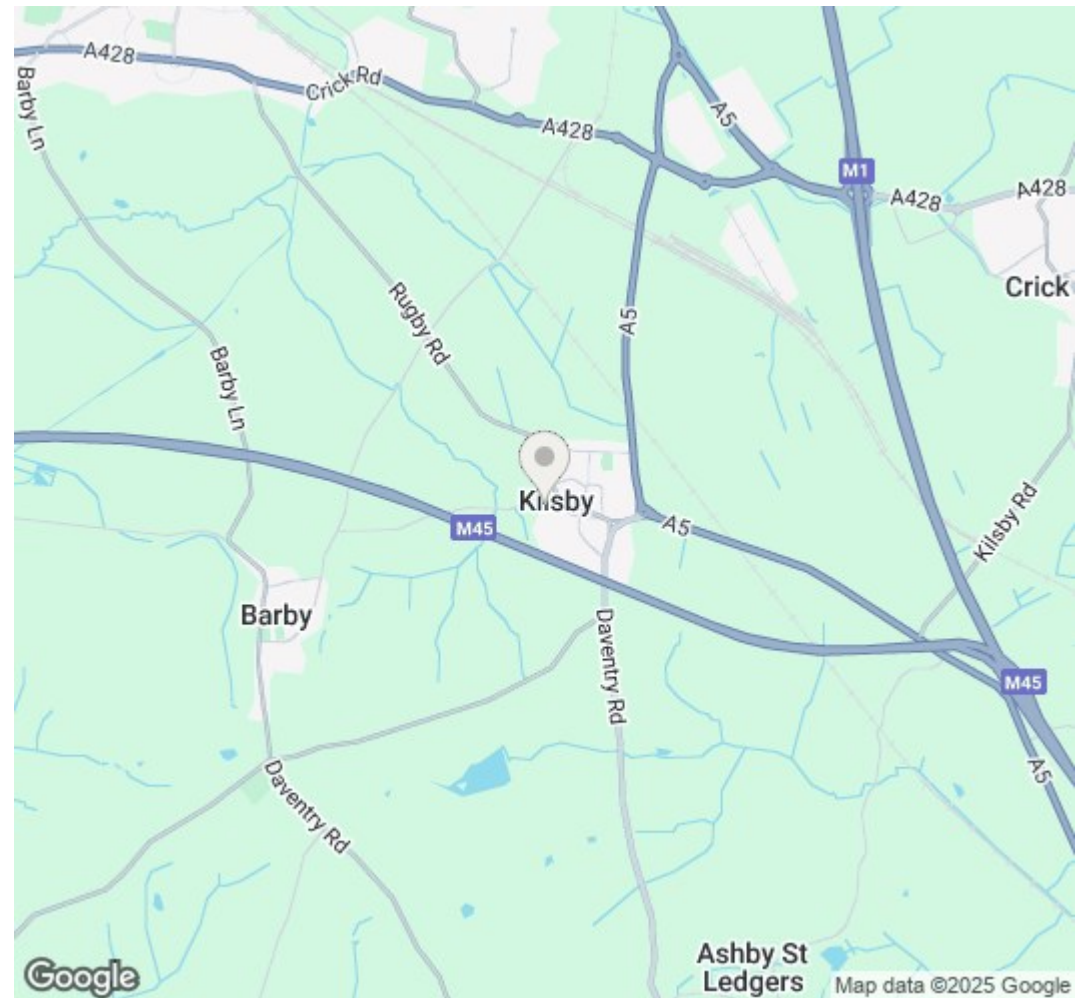 A428
Crick Rd
Barby Ln
A428
A5
M1
A428
A428
Crick
Rugby Rd
A5
Barby Ln
Kilsby
A5
M45
Kilsby Rd
Barby
Daventry Rd
M45
A5
Daventry Rd
Ashby St
Ledgers
Google
Map data ©2025 Google